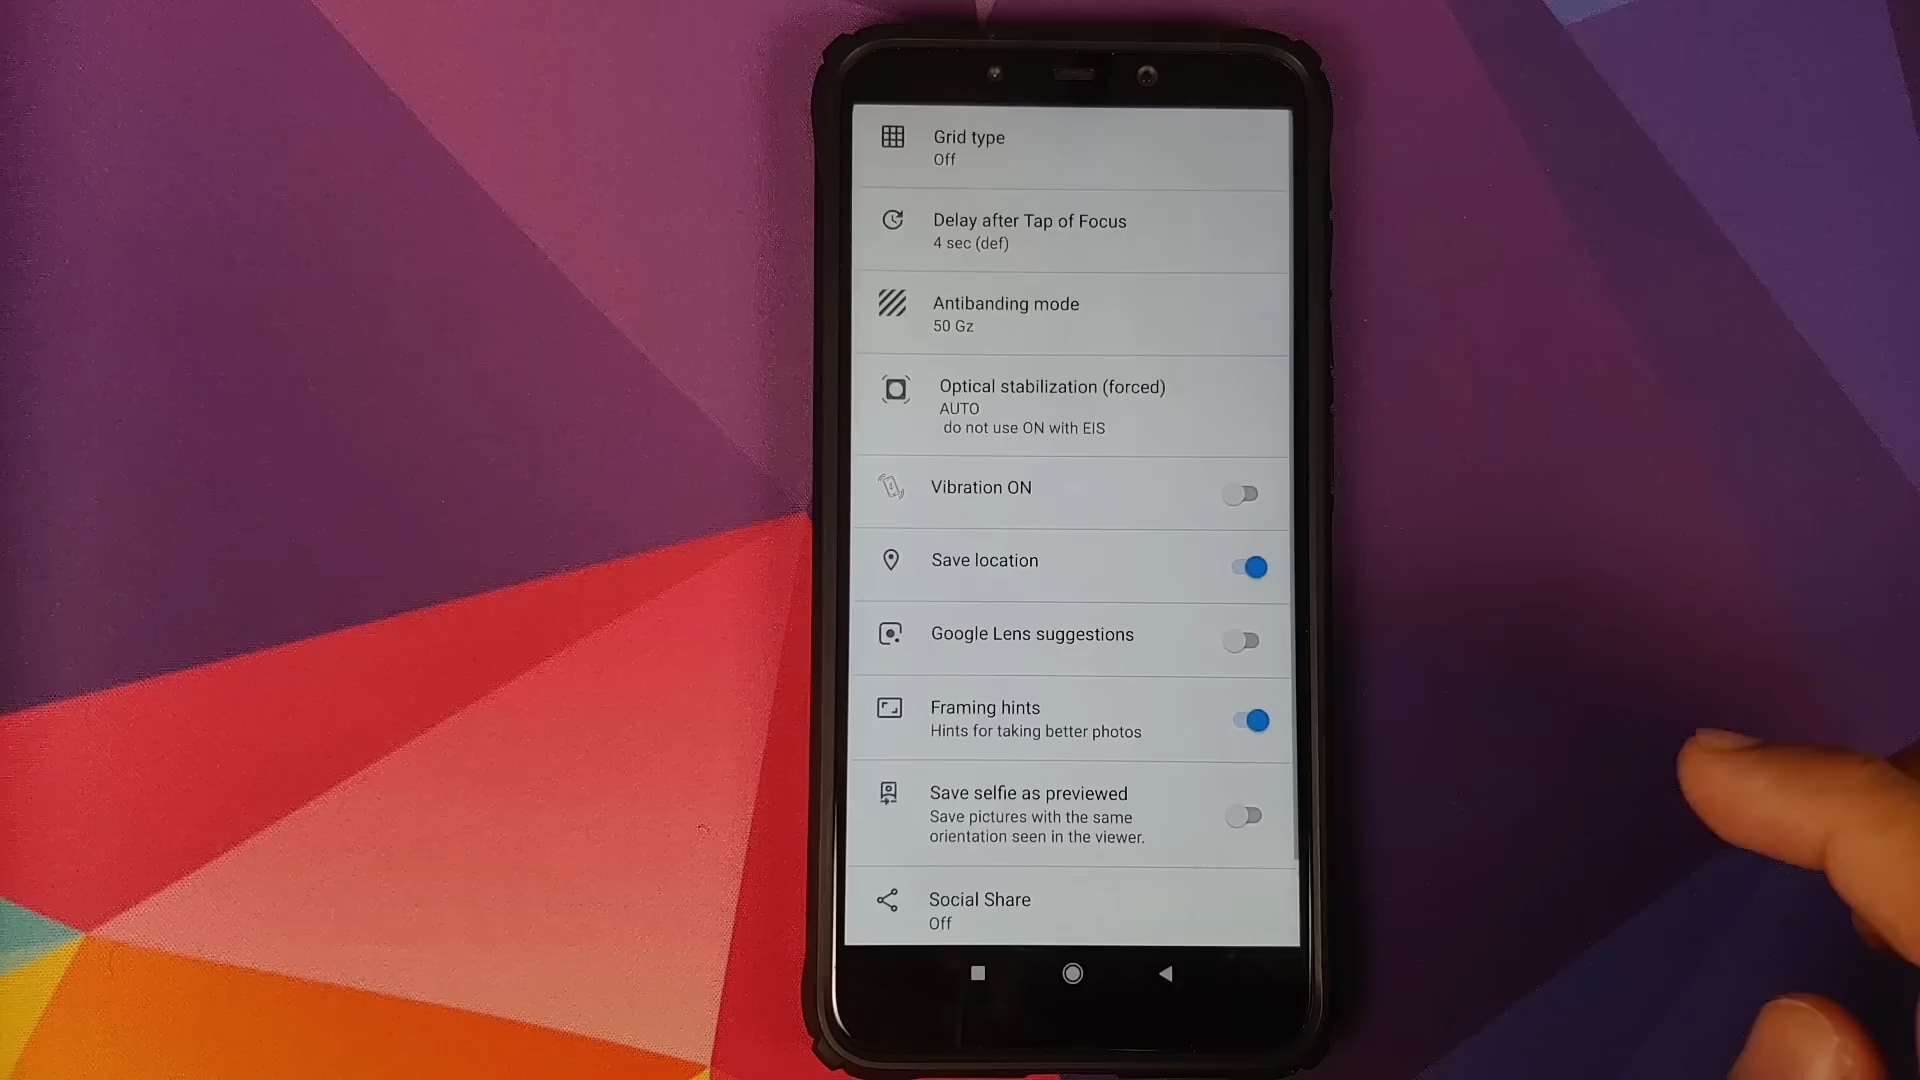 Grid type
Off
Delay after Tap of Focus
4 sec (def)
Antibanding mode
50 Gz
Optical stabilization (forced)
AUTO
do not use ON with EIS
Vibration ON
Save location
Google Lens suggestions
Framing hints
Hints for taking better photos
Save selfie as previewed
Save pictures with the same
orientation seen in the viewer.
Social Share
Off